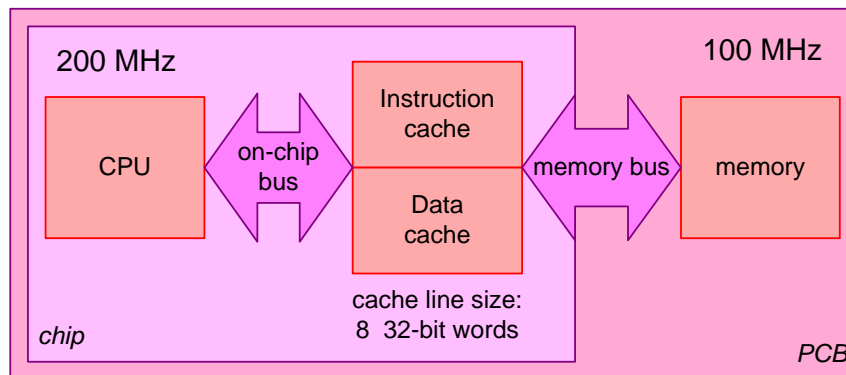 200 MHz
100 MHz
CPU
on-chip
bus
Instruction
cache
Data
cache
memory bus
memory
cache line size:
8 32-bit words
chip
PCB